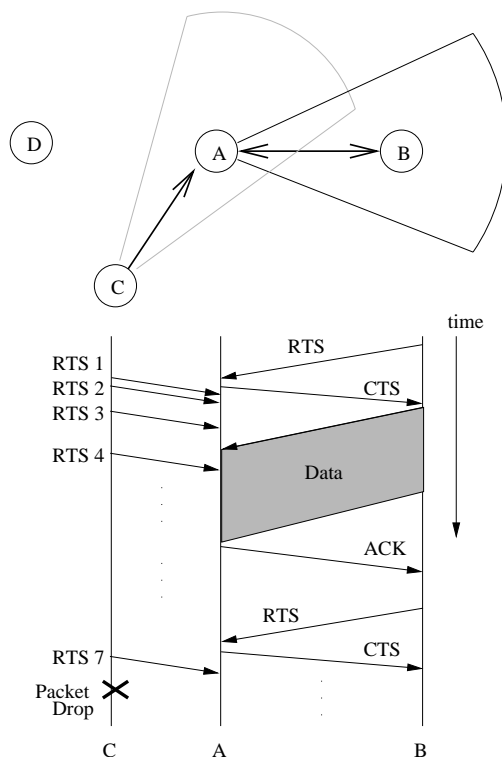 D
A
B
C
time
RTS
RTS 1
RTS 2
CTS
RTS 3
RTS 4
Data
ACK
RTS
CTS
RTS 7
Packet
Drop
C
A
B